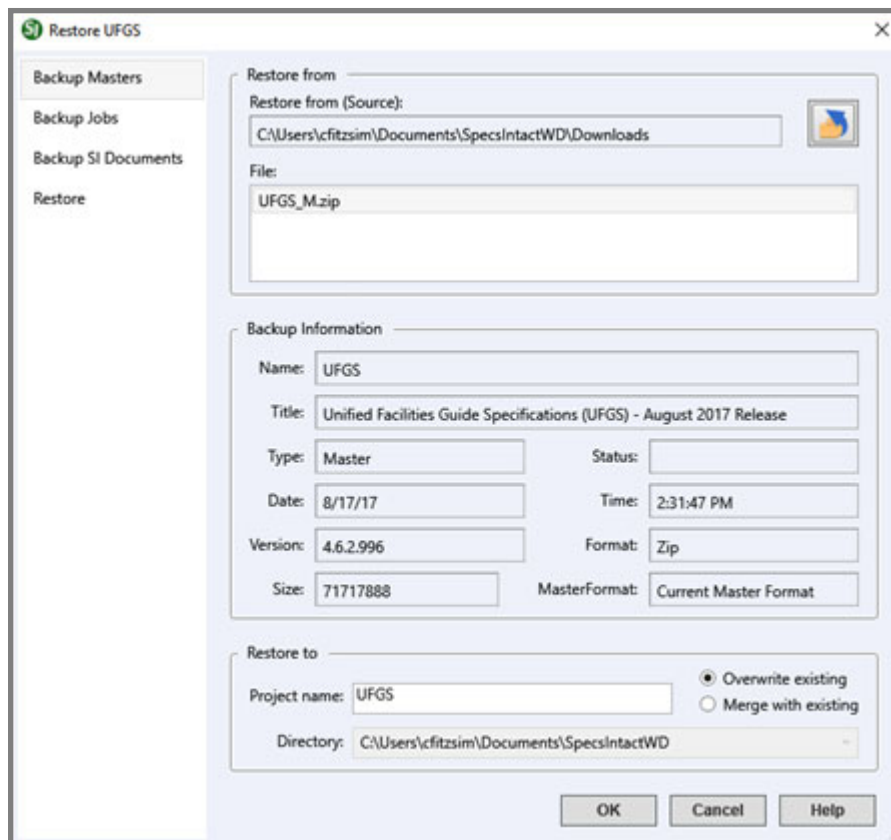 SI Restore UFGS
Backup Masters
Backup Jobs
Backup SI Documents
Restore
Restore from
Restore from (Source):
C:\Users\cfitzsim\Documents\SpecsIntactWD\Downloads
File:
UFGS_M.zip
Backup Information
Name: UFGS
Title: Unified Facilities Guide Specifications (UFGS) - August 2017 Release
Type: Master Status:
Date: 8/17/17 Time: 2:31:47 PM
Version: 4.6.2.996 Format: Zip
Size: 71717888 MasterFormat: Current Master Format
Restore to
Project name: UFGS
Overwrite existing
Merge with existing
Directory: C:\Users\cfitzsim\Documents\SpecsIntactWD
OK Cancel Help